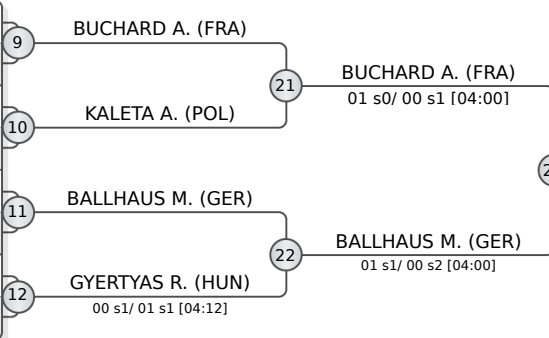 BUCHARD A. (FRA)
9
21
BUCHARD A. (FRA)
01 s0/ 00 s1 [04:00]
KALETA A. (POL)
10
BALLHAUS M. (GER)
11
22
BALLHAUS M. (GER)
01 s1/ 00 s2 [04:00]
GYERTYAS R. (HUN)
12
00 s1/ 01 s1 [04:12]